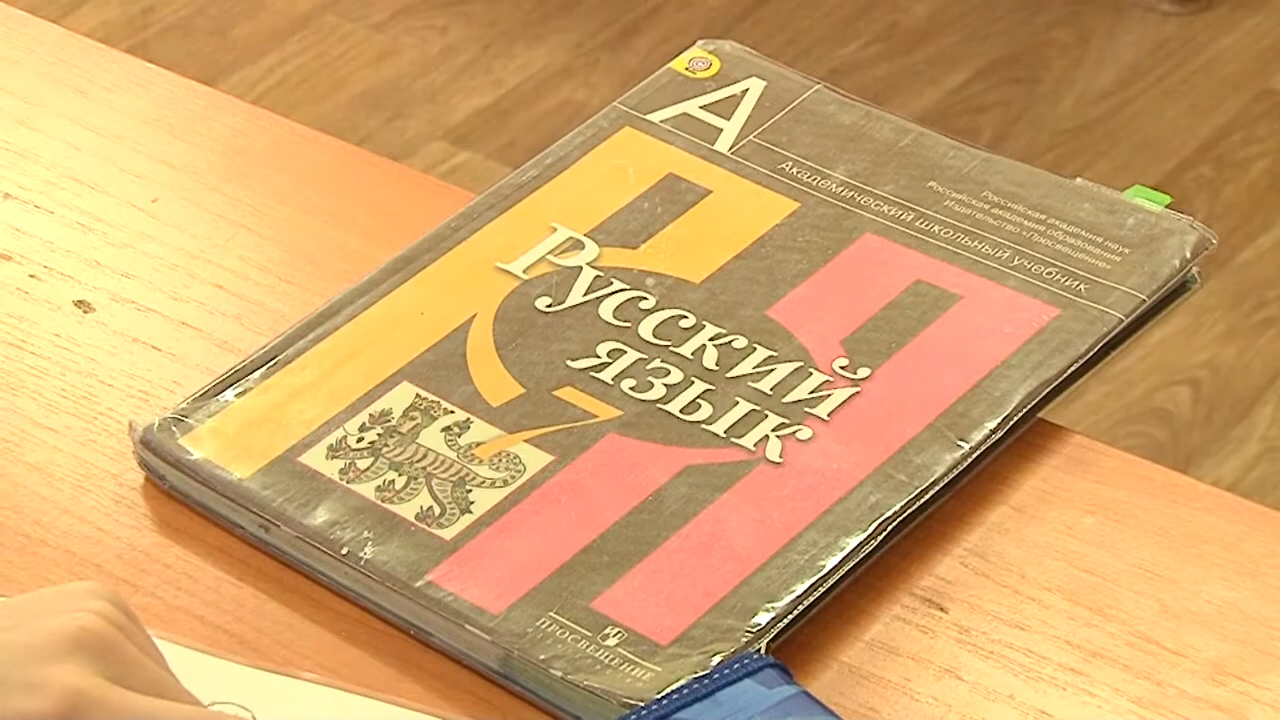 А
Российская академия наук
Российская академия образования
Издательство «Просвещение»
Академический школьный учебник
Русский
язык
7
ПРОСВЕЩЕНИЕ